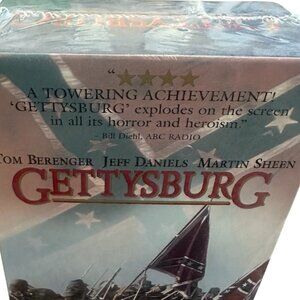 “★★★★
A TOWERING ACHIEVEMENT!
‘GETTYSBURG’ explodes on the screen
in all its horror and heroism.”
– Bill Diehl, ABC RADIO
TOM BERENGER JEFF DANIELS MARTIN SHEEN
GETTYSBURG